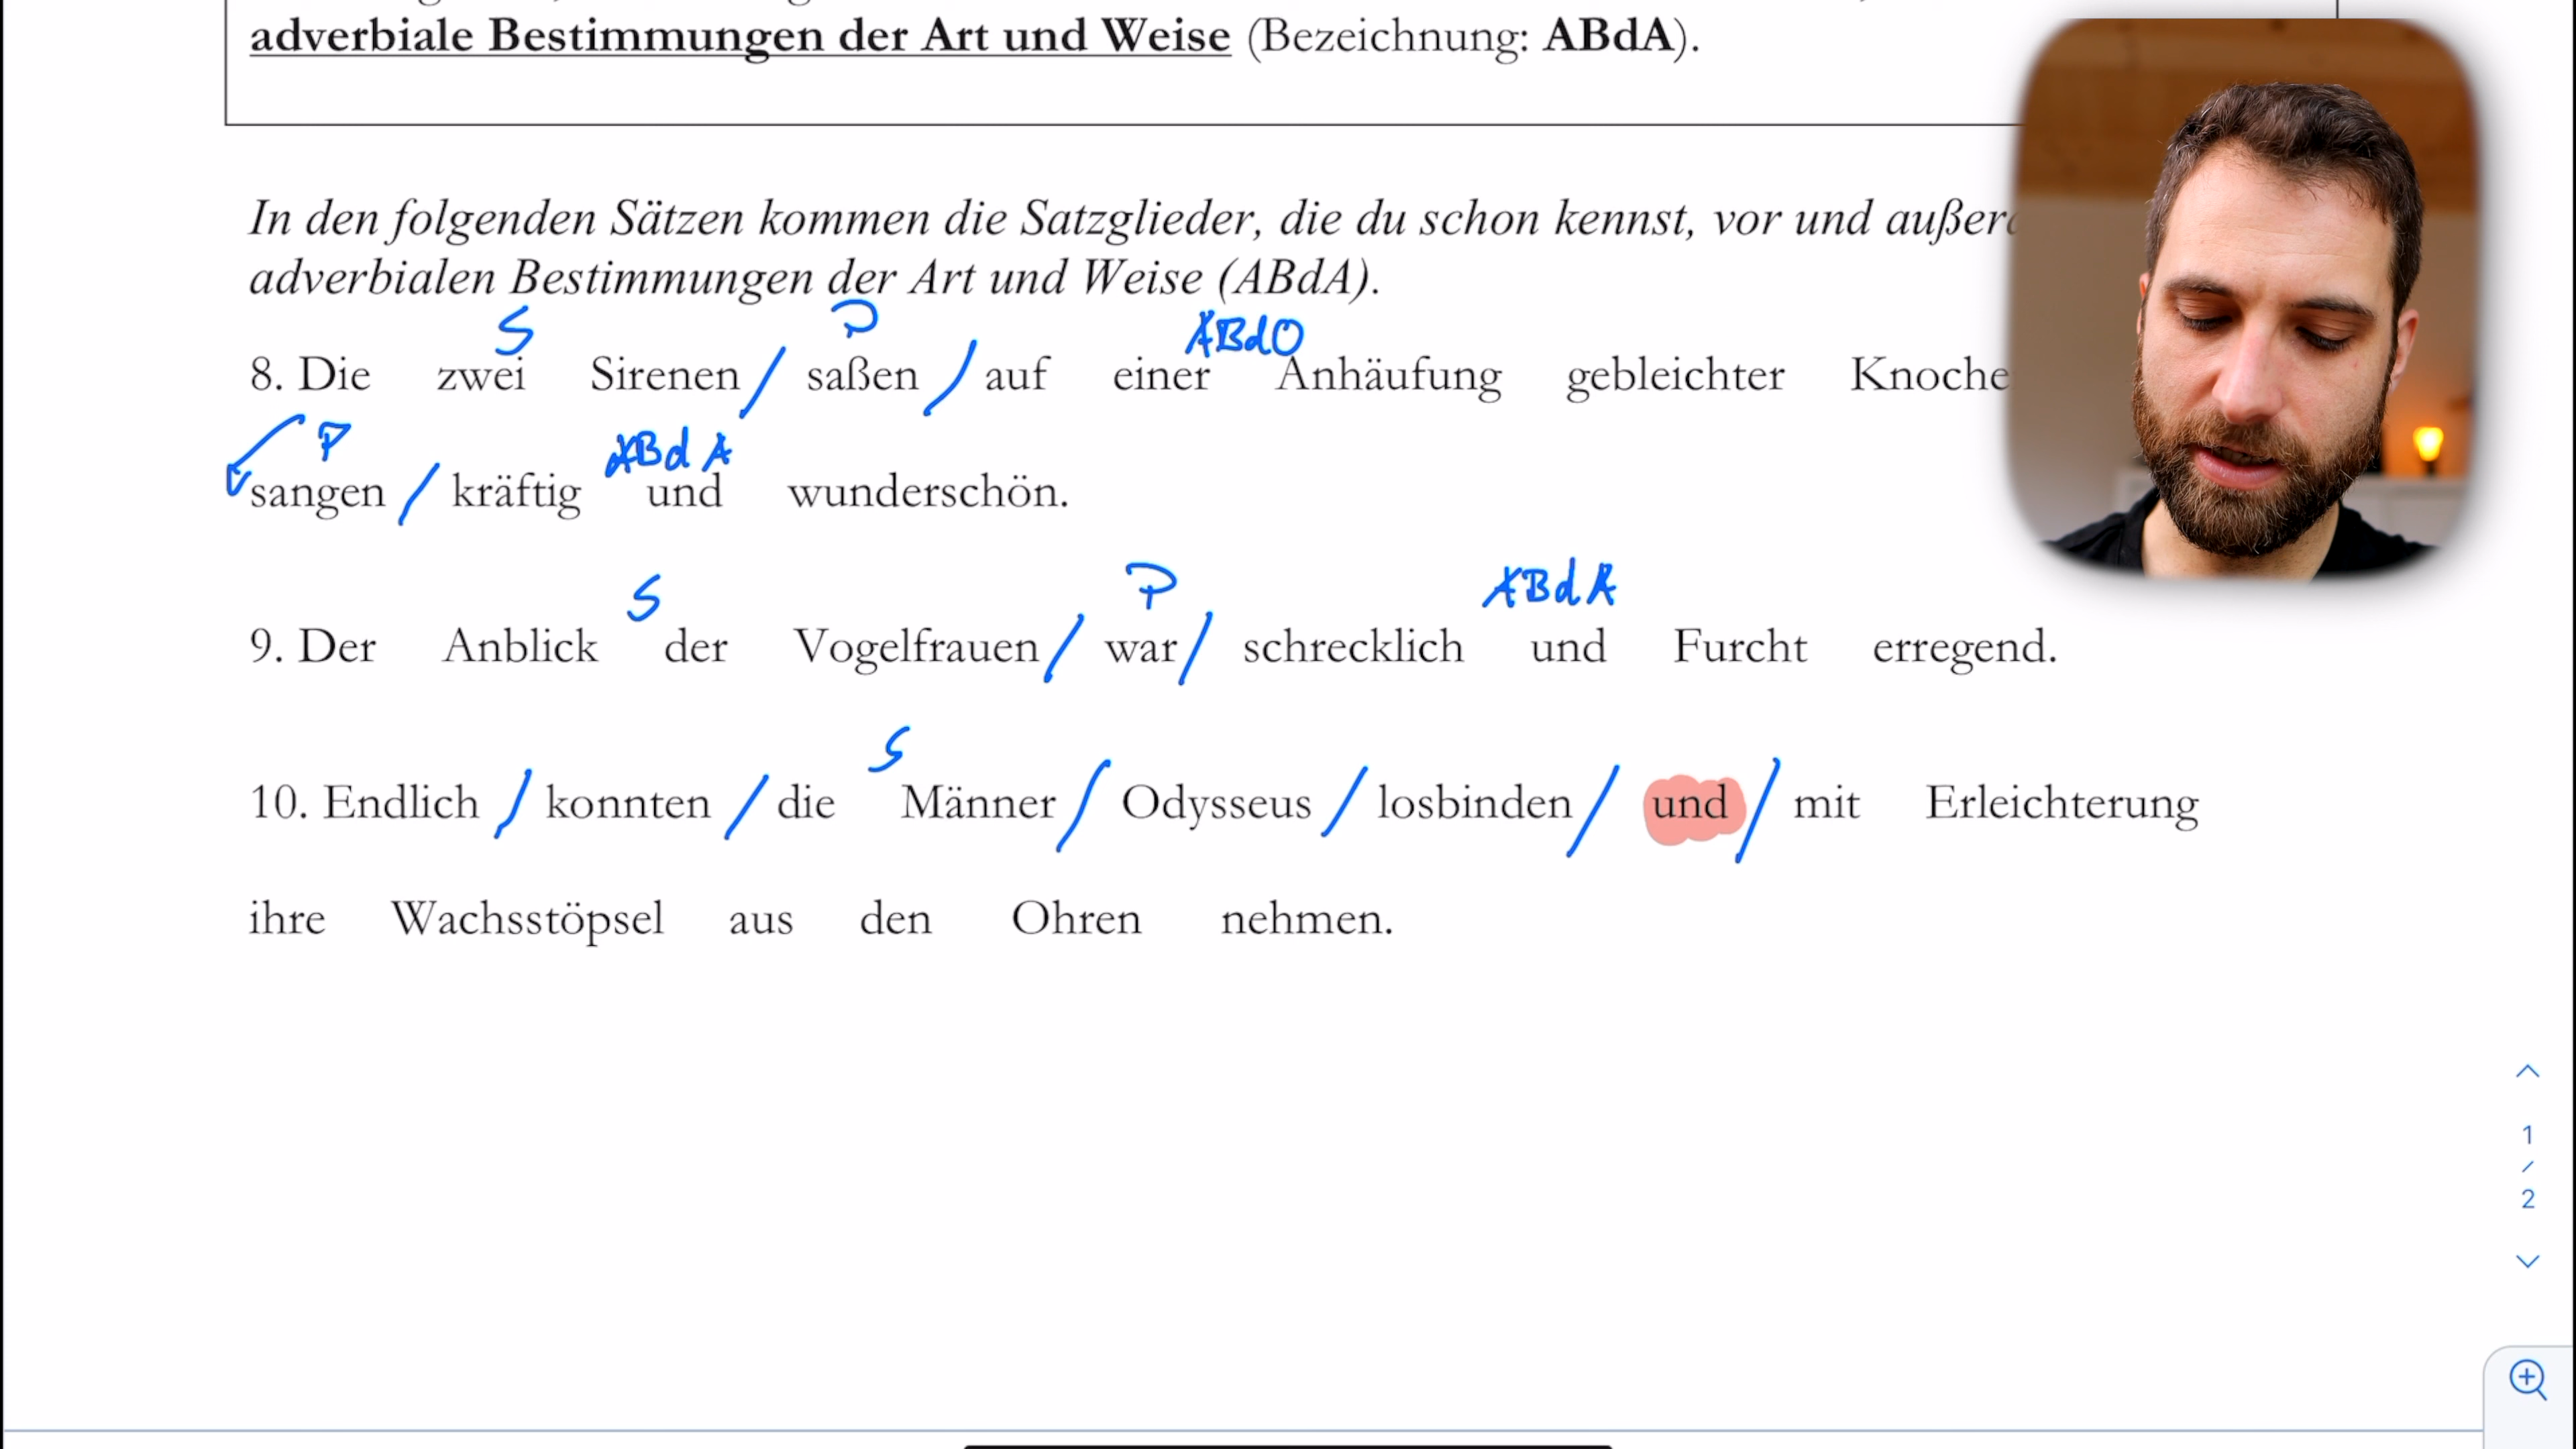 adverbiale Bestimmungen der Art und Weise (Bezeichnung: ABdA).
In den folgenden Sätzen kommen die Satzglieder, die du schon kennst, vor und
adverbialen Bestimmungen der Art und Weise (ABdA).
S P ABdO
8. Die zwei Sirenen / saßen / auf einer Anhäufung gebleichter
P ABdA
sangen / kräftig und wunderschön.
S P ABdA
9. Der Anblick der Vogelfrauen / war / schrecklich und Furcht erregend.
S
10. Endlich / konnten / die Männer / Odysseus / losbinden / und / mit Erleichterung
ihre Wachsstöpsel aus den Ohren nehmen.
1
/
2